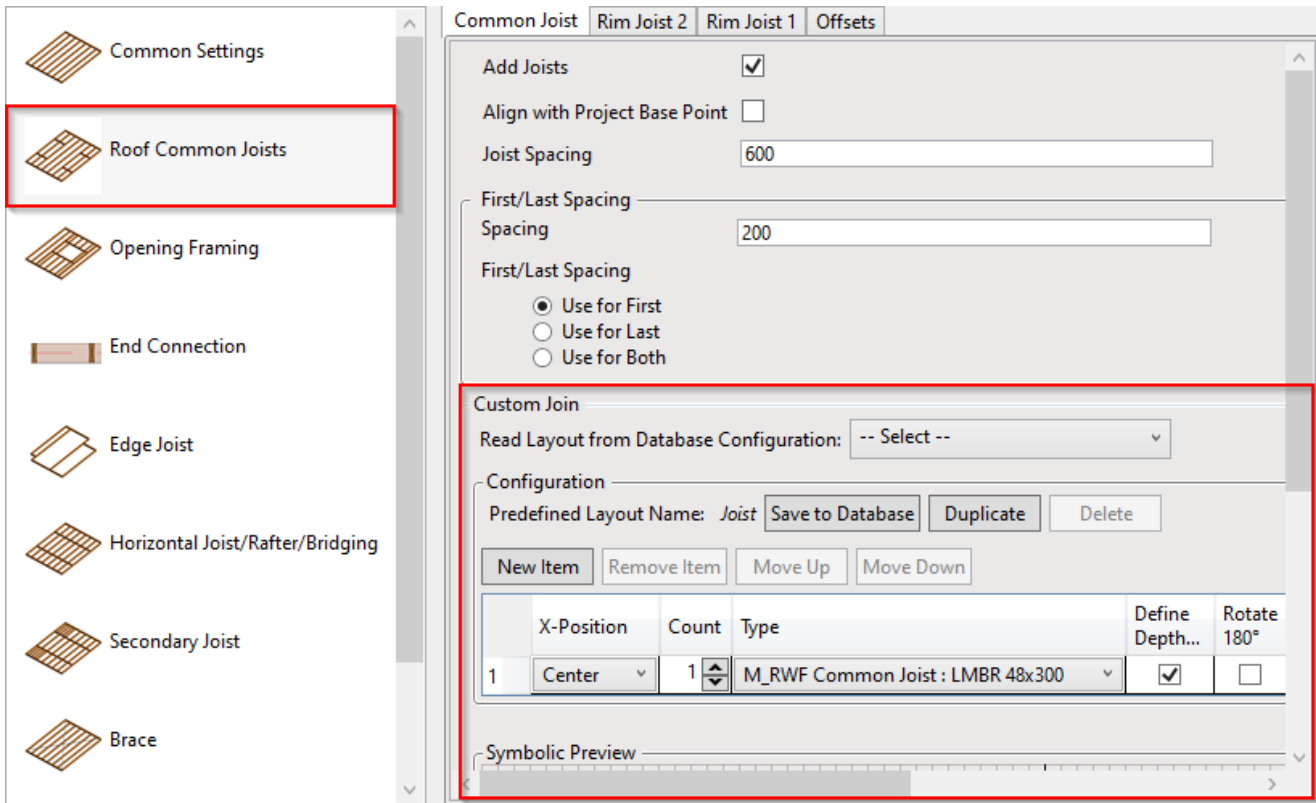 Common Settings
Roof Common Joists
Opening Framing
End Connection
Edge Joist
Horizontal Joist/Rafter/Bridging
Secondary Joist
Brace
Common Joist Rim Joist 2 Rim Joist 1 Offsets
Add Joists
Align with Project Base Point
Joist Spacing 600
First/Last Spacing
Spacing 200
First/Last Spacing
Use for First
Use for Last
Use for Both
Custom Join
Read Layout from Database Configuration: -- Select --
Configuration
Predefined Layout Name: Joist Save to Database Duplicate Delete
New Item Remove Item Move Up Move Down
X-Position Count Type Define Depth... Rotate 180°
1 Center 1 M_RWF Common Joist : LMBR 48x300
Symbolic Preview